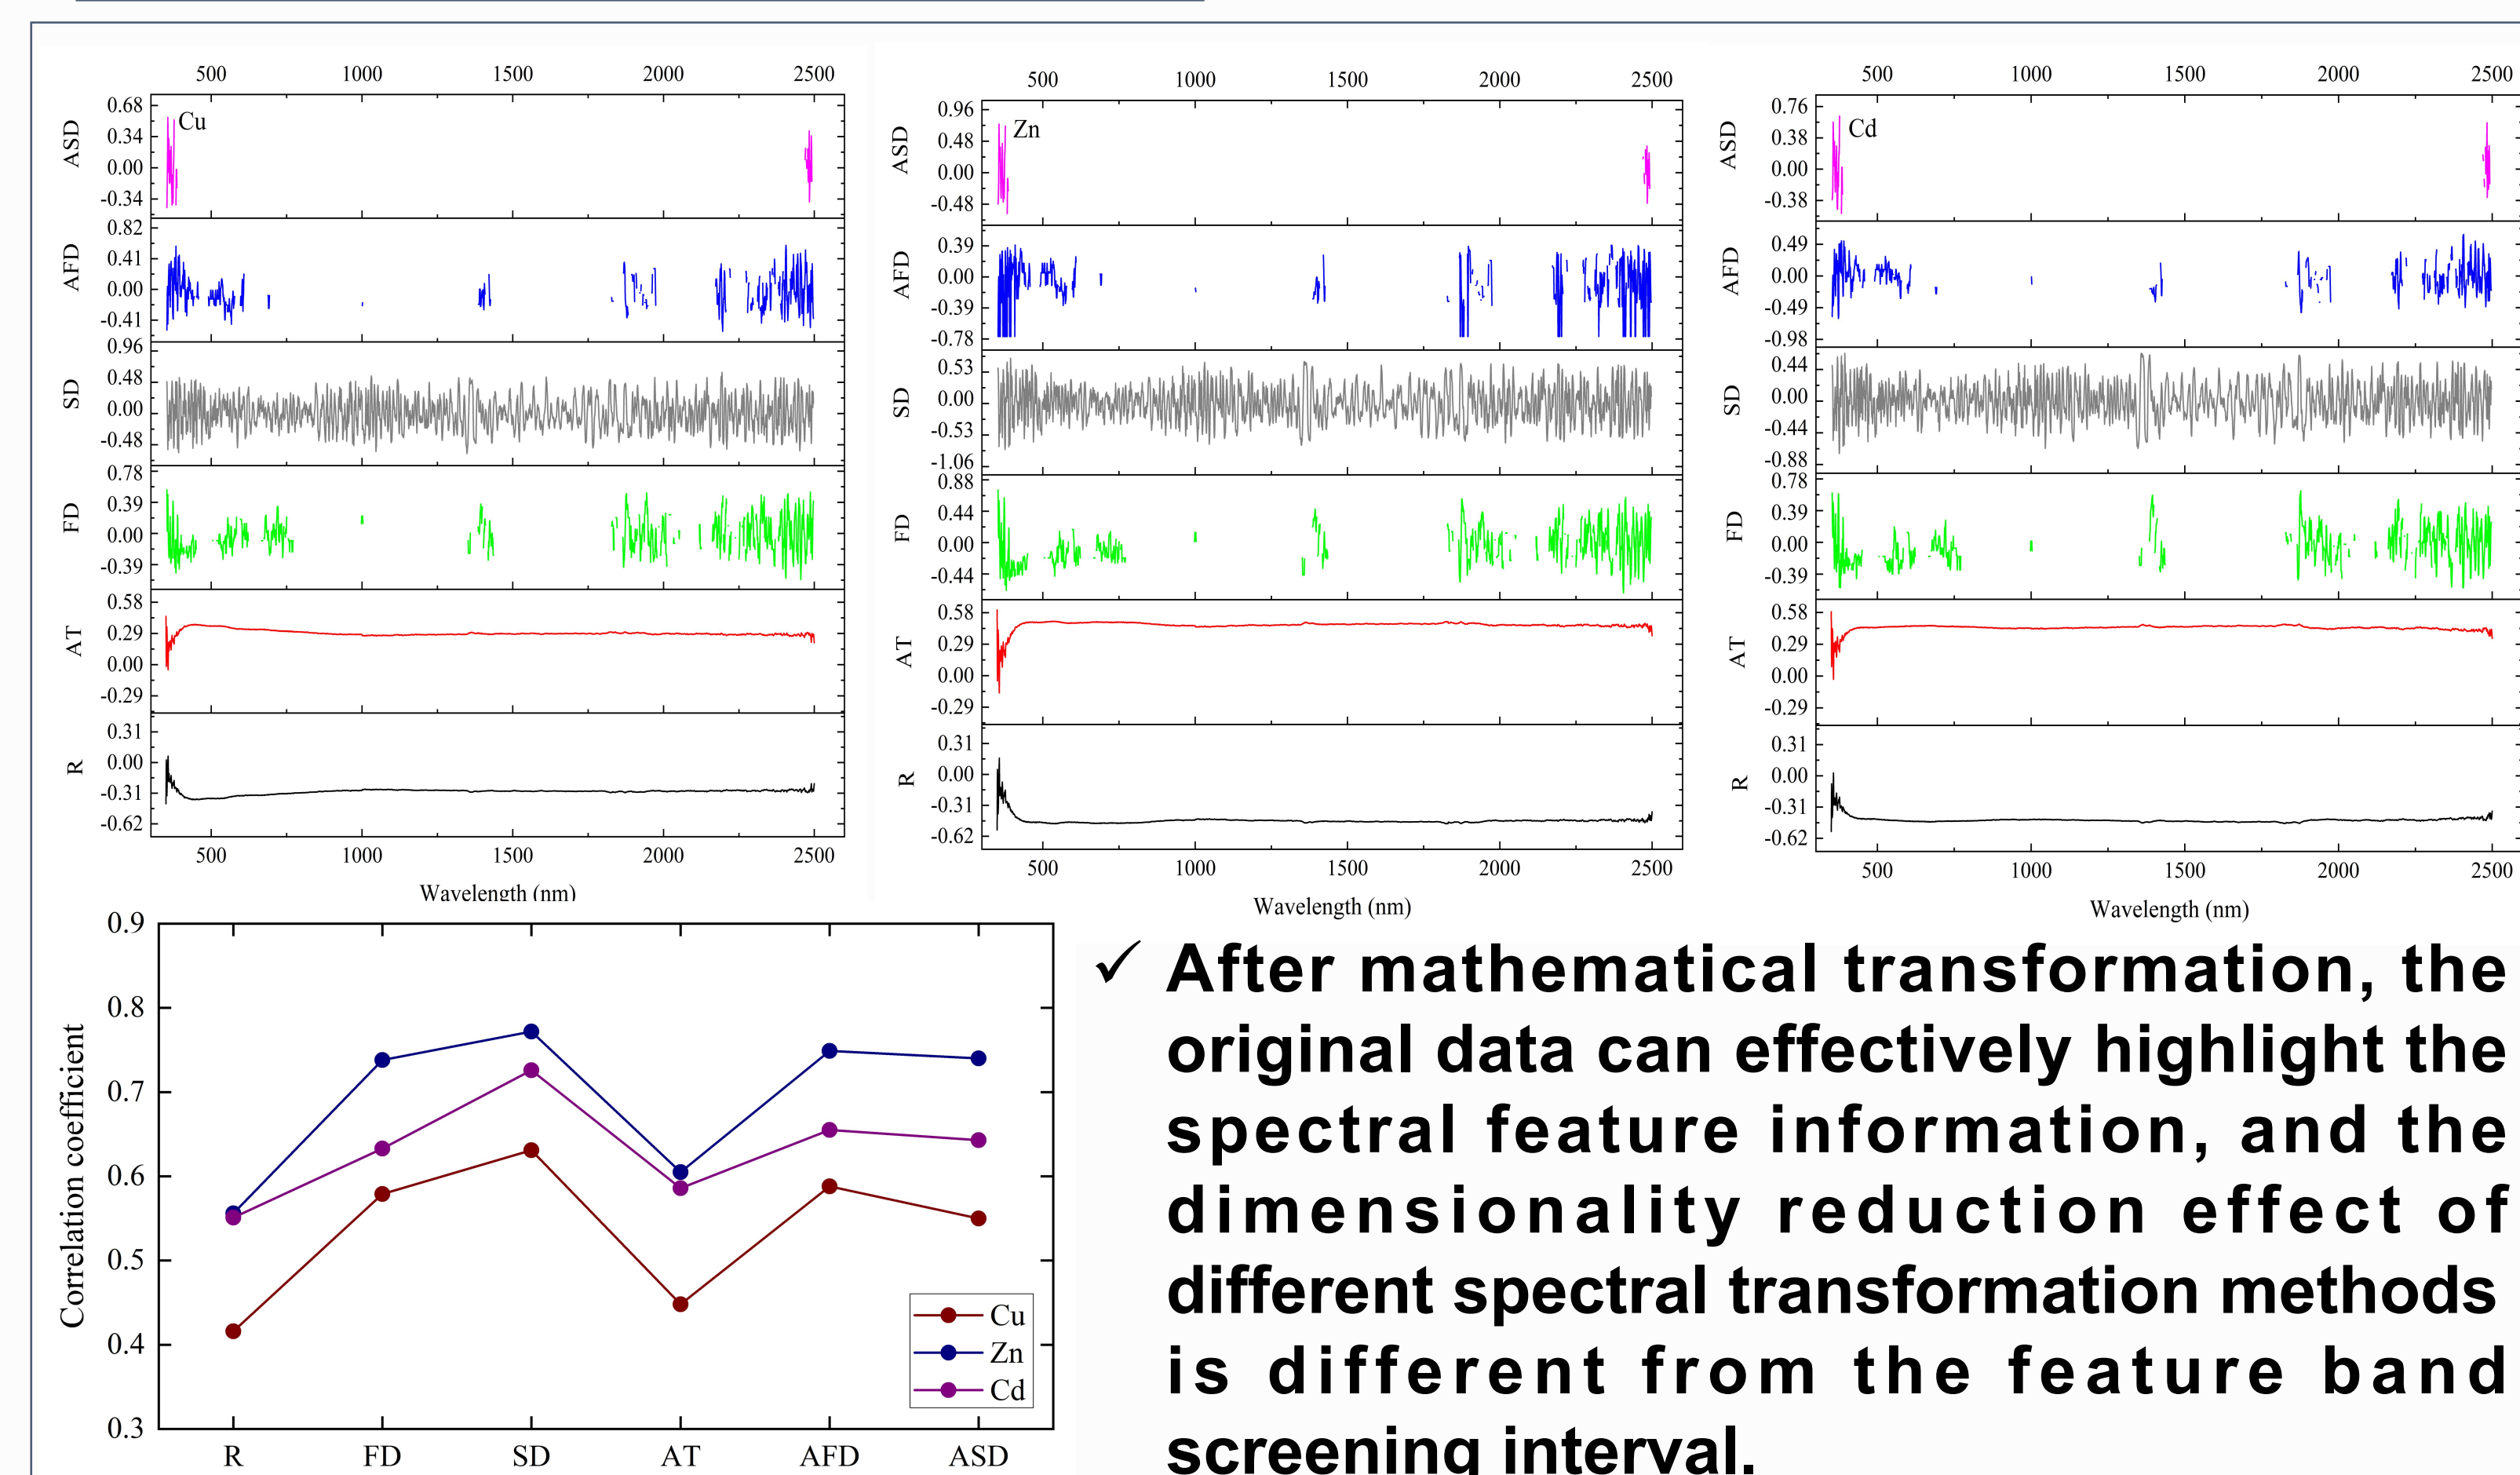 500 1000 1500 2000 2500
0.68
0.34
0.00
-0.34
ASD
Cu
0.82
0.41
0.00
-0.41
AFD
0.96
0.48
0.00
-0.48
SD
0.78
0.39
0.00
-0.39
FD
0.58
0.29
0.00
-0.29
AT
0.31
0.00
-0.31
-0.62
R
500 1000 1500 2000 2500
Wavelength (nm)
500 1000 1500 2000 2500
0.96
0.48
0.00
-0.48
ASD
Zn
0.39
0.00
-0.39
-0.78
AFD
0.53
0.00
-0.53
-1.06
SD
0.88
0.44
0.00
-0.44
FD
0.58
0.29
0.00
-0.29
AT
0.31
0.00
-0.31
-0.62
R
500 1000 1500 2000 2500
Wavelength (nm)
500 1000 1500 2000 2500
0.76
0.38
0.00
-0.38
ASD
Cd
0.49
0.00
-0.49
-0.98
AFD
0.44
0.00
-0.44
-0.88
SD
0.78
0.39
0.00
-0.39
FD
0.58
0.29
0.00
-0.29
AT
0.31
0.00
-0.31
-0.62
R
500 1000 1500 2000 2500
Wavelength (nm)
0.9
0.8
0.7
0.6
0.5
0.4
0.3
Correlation coefficient
Cu
Zn
Cd
R FD SD AT AFD ASD
✓ After mathematical transformation, the
original data can effectively highlight the
spectral feature information, and the
dimensionality reduction effect of
different spectral transformation methods
is different from the feature band
screening interval.